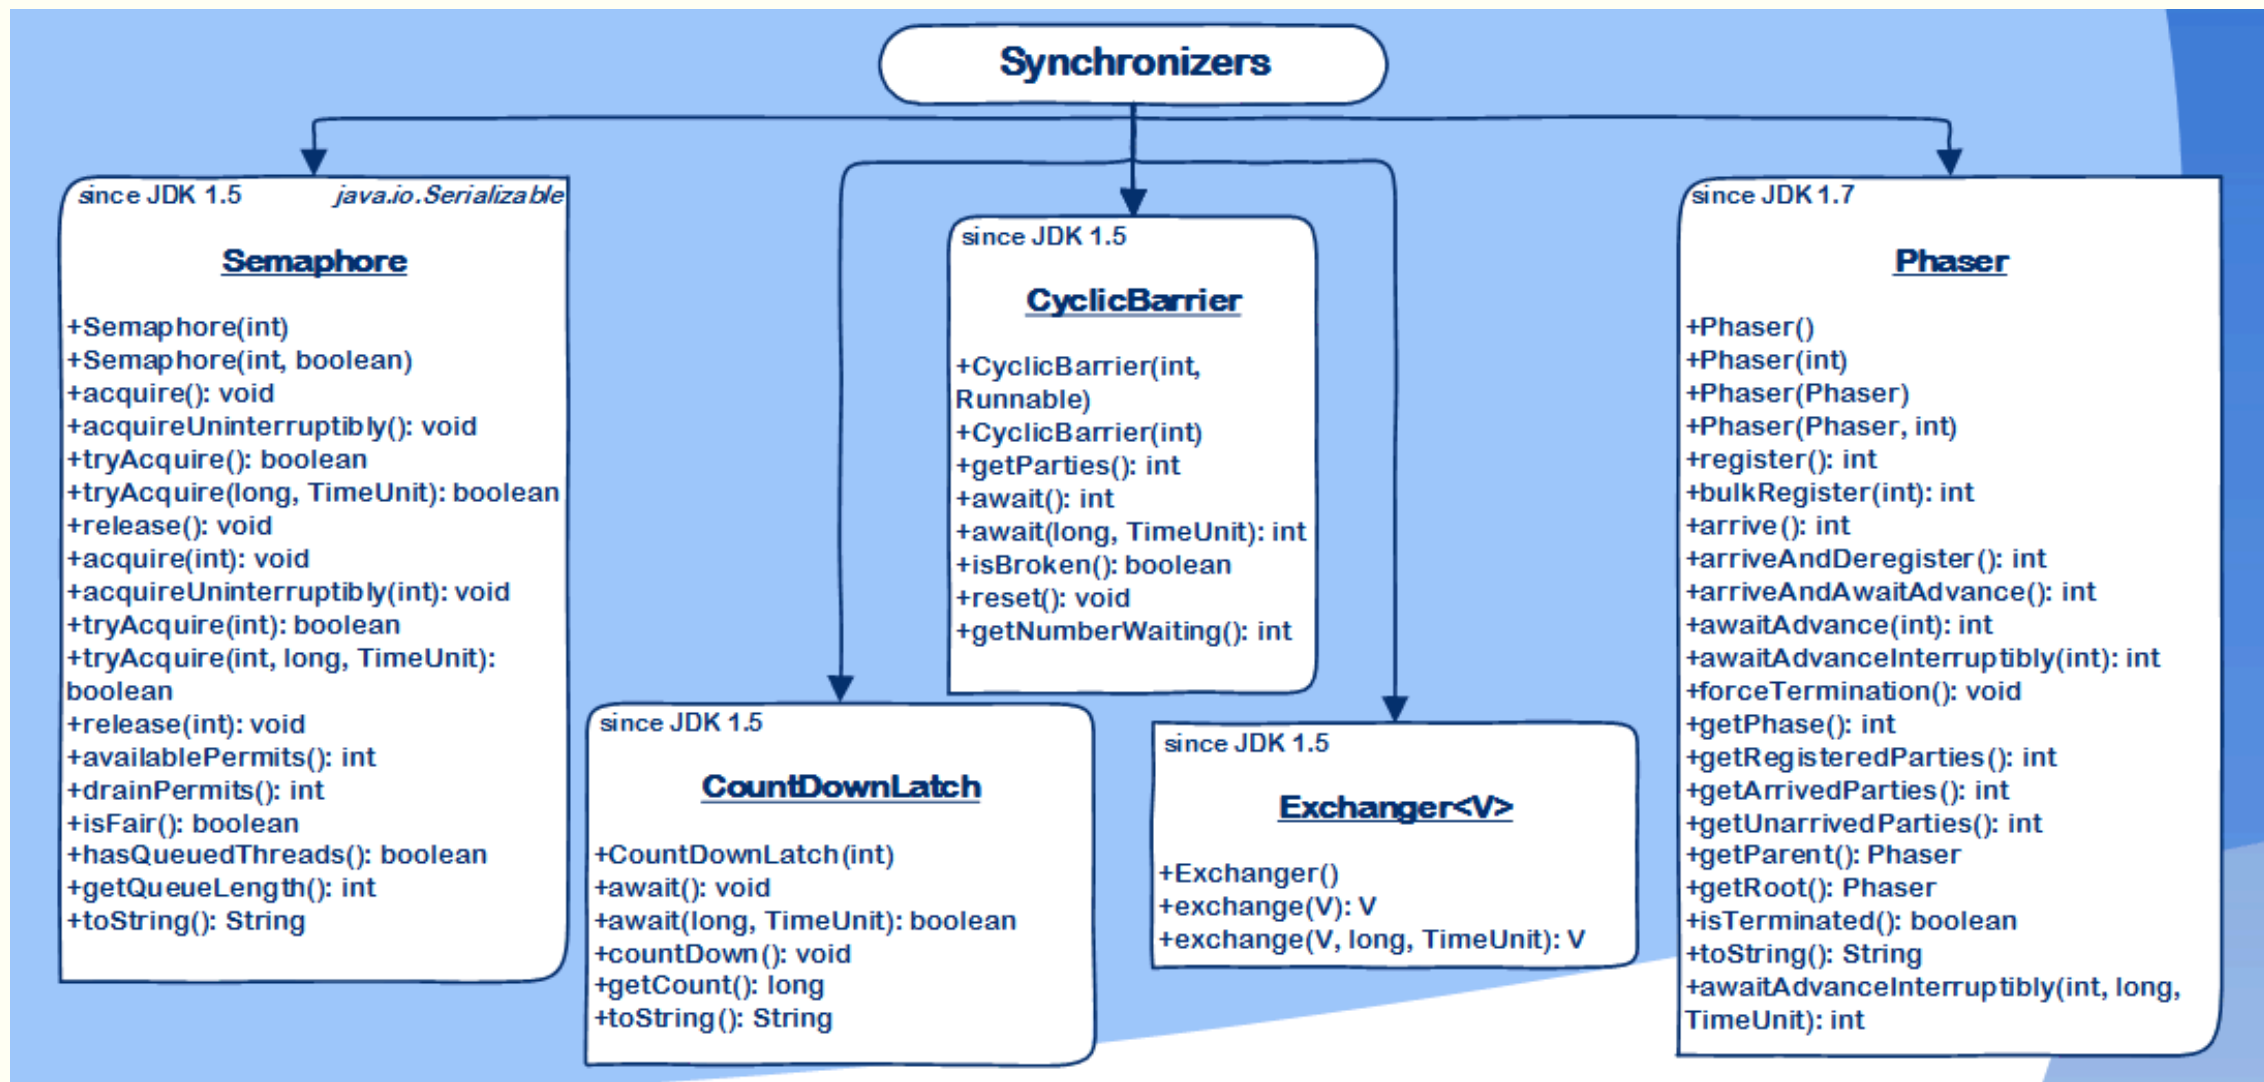 Synchronizers
since JDK 1.5 java.io.Serializable
Semaphore
+Semaphore(int)
+Semaphore(int, boolean)
+acquire(): void
+acquireUninterruptibly(): void
+tryAcquire(): boolean
+tryAcquire(long, TimeUnit): boolean
+release(): void
+acquire(int): void
+acquireUninterruptibly(int): void
+tryAcquire(int): boolean
+tryAcquire(int, long, TimeUnit):
boolean
+release(int): void
+availablePermits(): int
+drainPermits(): int
+isFair(): boolean
+hasQueuedThreads(): boolean
+getQueueLength(): int
+toString(): String
since JDK 1.5
CountDownLatch
+CountDownLatch(int)
+await(): void
+await(long, TimeUnit): boolean
+countDown(): void
+getCount(): long
+toString(): String
since JDK 1.5
CyclicBarrier
+CyclicBarrier(int,
Runnable)
+CyclicBarrier(int)
+getParties(): int
+await(): int
+await(long, TimeUnit): int
+isBroken(): boolean
+reset(): void
+getNumberWaiting(): int
since JDK 1.5
Exchanger<V>
+Exchanger()
+exchange(V): V
+exchange(V, long, TimeUnit): V
since JDK 1.7
Phaser
+Phaser()
+Phaser(int)
+Phaser(Phaser)
+Phaser(Phaser, int)
+register(): int
+bulkRegister(int): int
+arrive(): int
+arriveAndDeregister(): int
+arriveAndAwaitAdvance(): int
+awaitAdvance(int): int
+awaitAdvanceInterruptibly(int): int
+forceTermination(): void
+getPhase(): int
+getRegisteredParties(): int
+getArrivedParties(): int
+getUnarrivedParties(): int
+getParent(): Phaser
+getRoot(): Phaser
+isTerminated(): boolean
+toString(): String
+awaitAdvanceInterruptibly(int, long,
TimeUnit): int